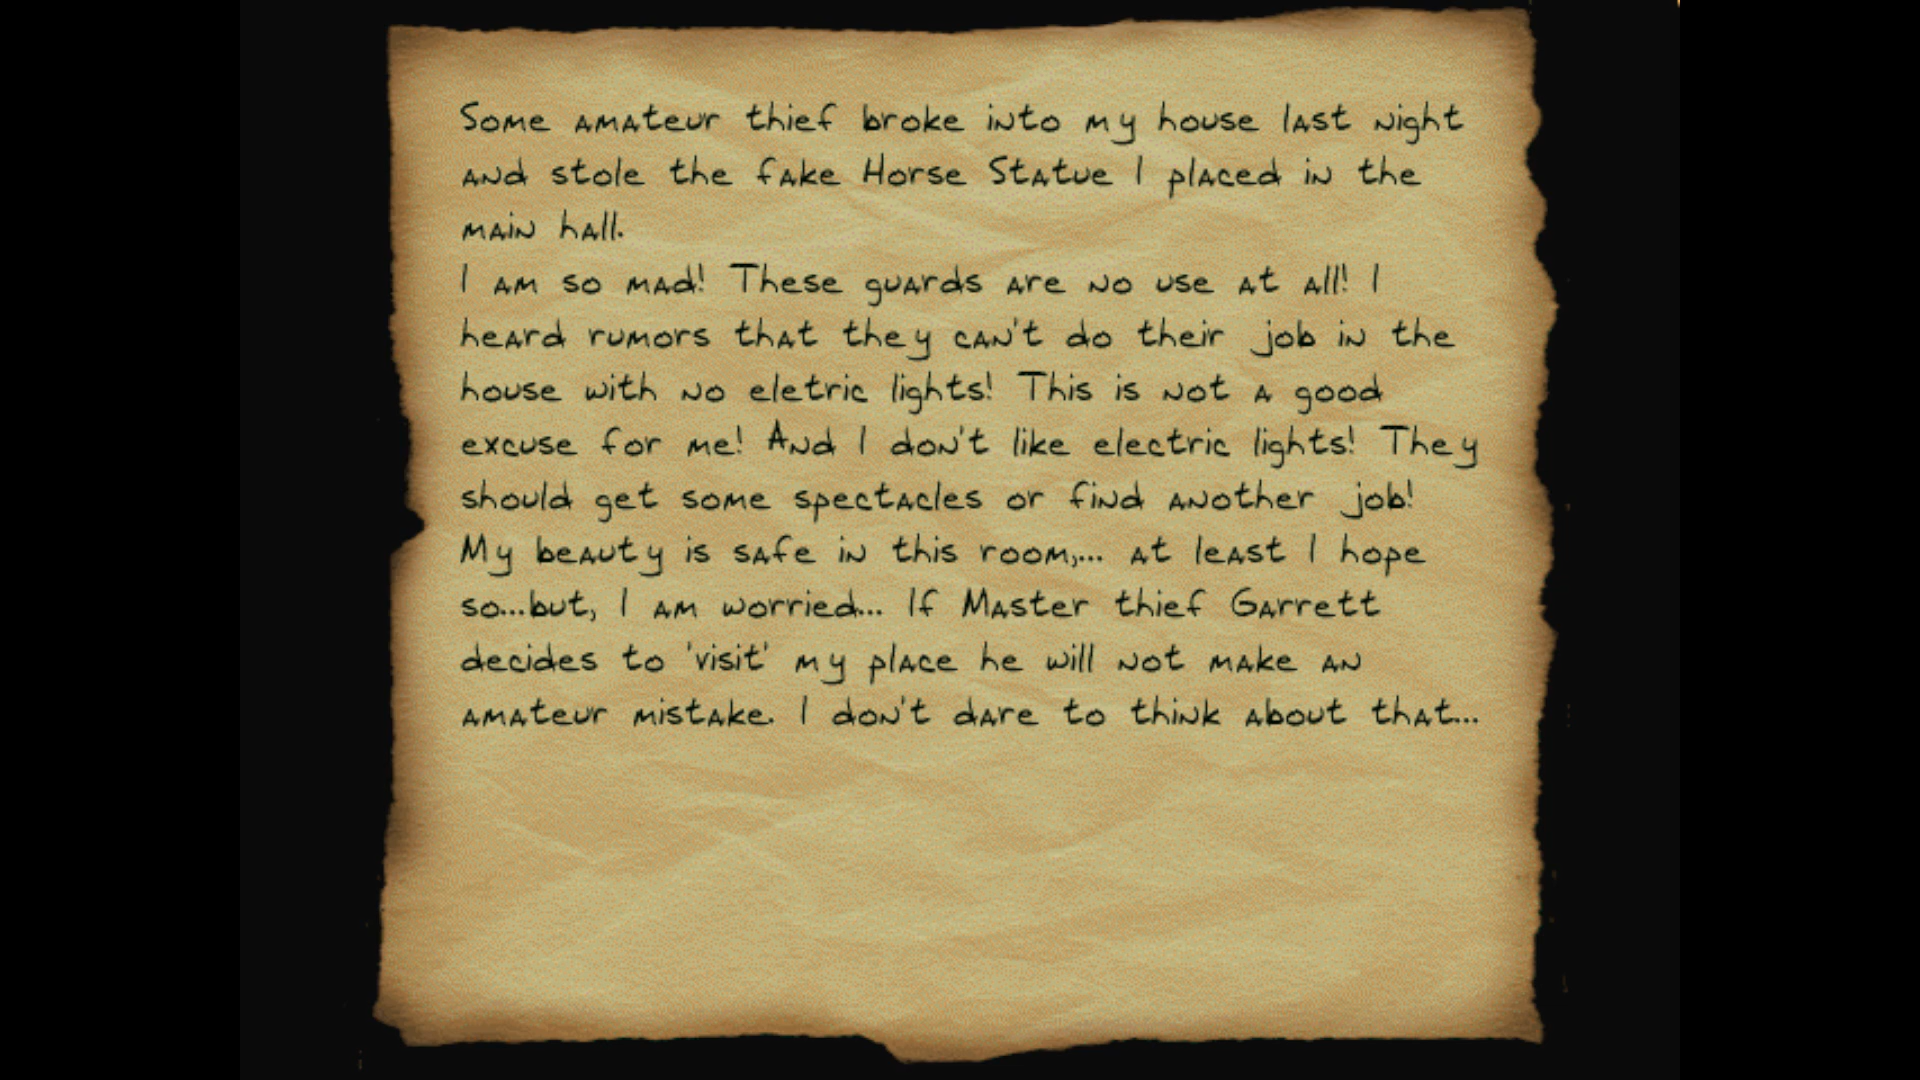 Some amateur thief broke into my house last night
and stole the fake Horse Statue I placed in the
main hall.
I am so mad! These guards are no use at all! I
heard rumors that they can't do their job in the
house with no eletric lights! This is not a good
excuse for me! And I don't like electric lights! They
should get some spectacles or find another job!
My beauty is safe in this room,... at least I hope
so...but, I am worried... If Master thief Garrett
decides to 'visit' my place he will not make an
amateur mistake. I don't dare to think about that...